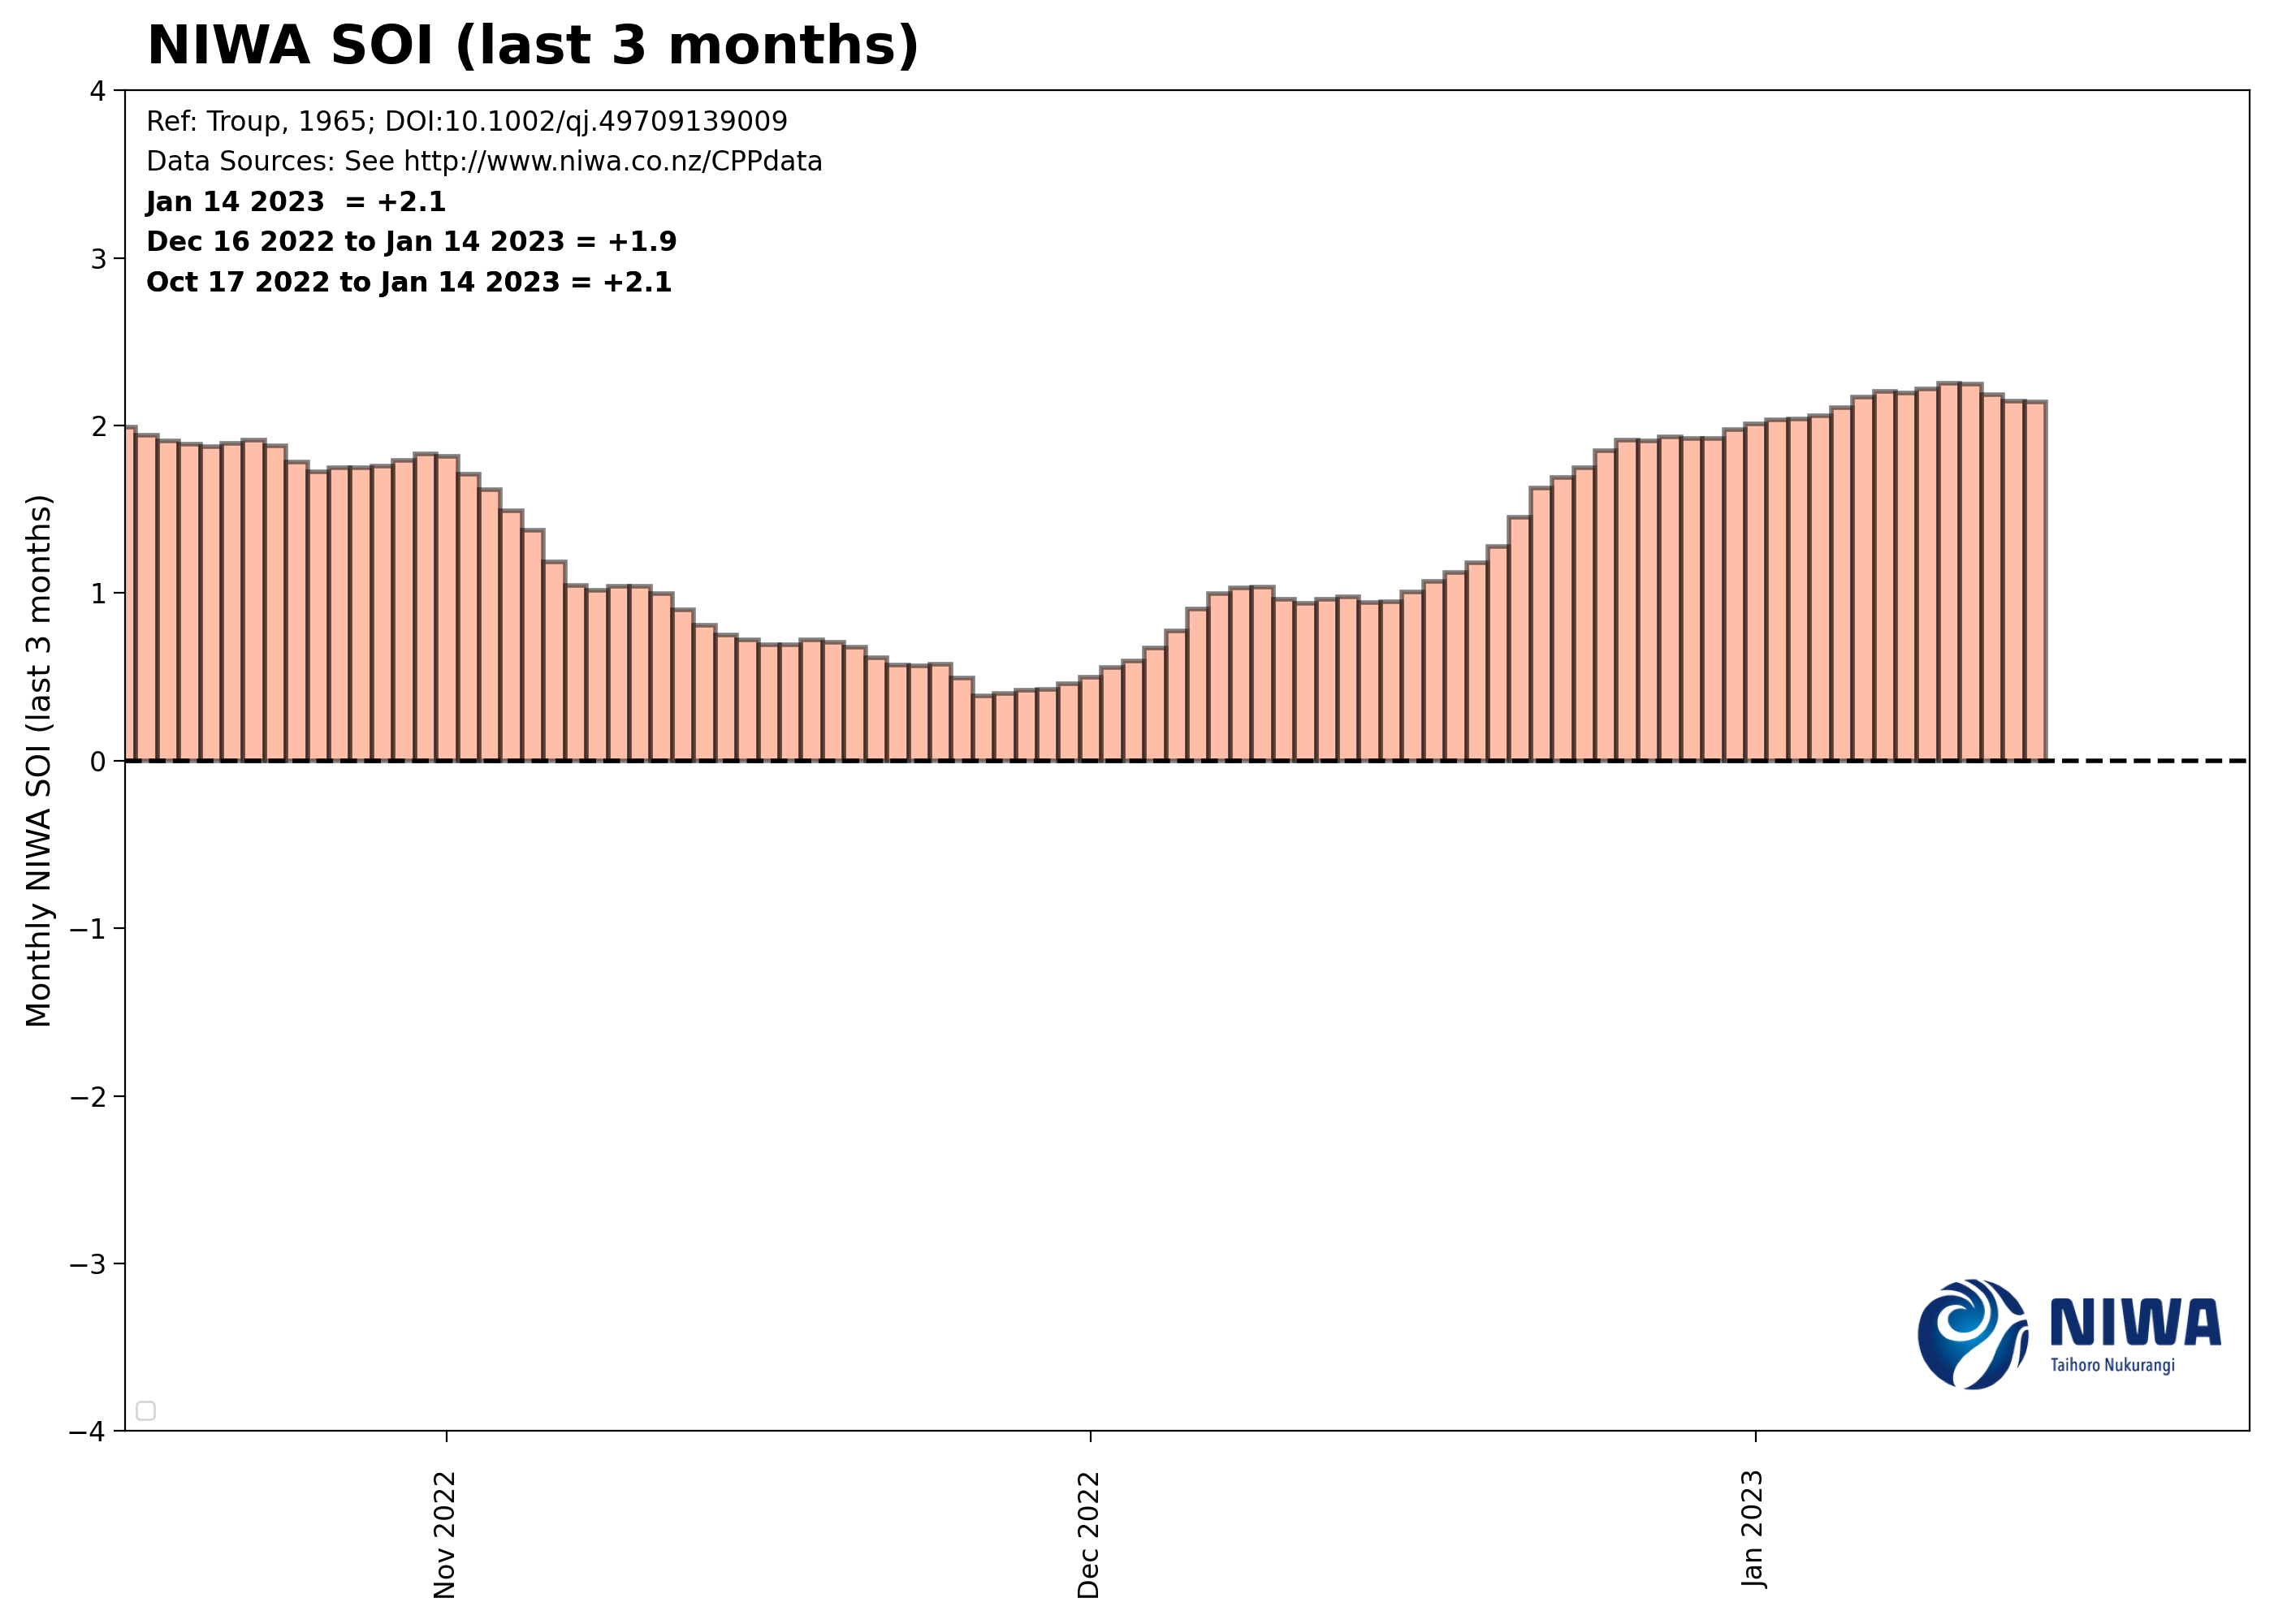 NIWA SOI (last 3 months)
Ref: Troup, 1965; DOI:10.1002/qj.49709139009
Data Sources: See http://www.niwa.co.nz/CPPdata
Jan 14 2023  = +2.1
Dec 16 2022 to Jan 14 2023 = +1.9
Oct 17 2022 to Jan 14 2023 = +2.1
Monthly NIWA SOI (last 3 months)
4
3
2
1
0
−1
−2
−3
−4
NIWA
Taihoro Nukurangi
Nov 2022
Dec 2022
Jan 2023